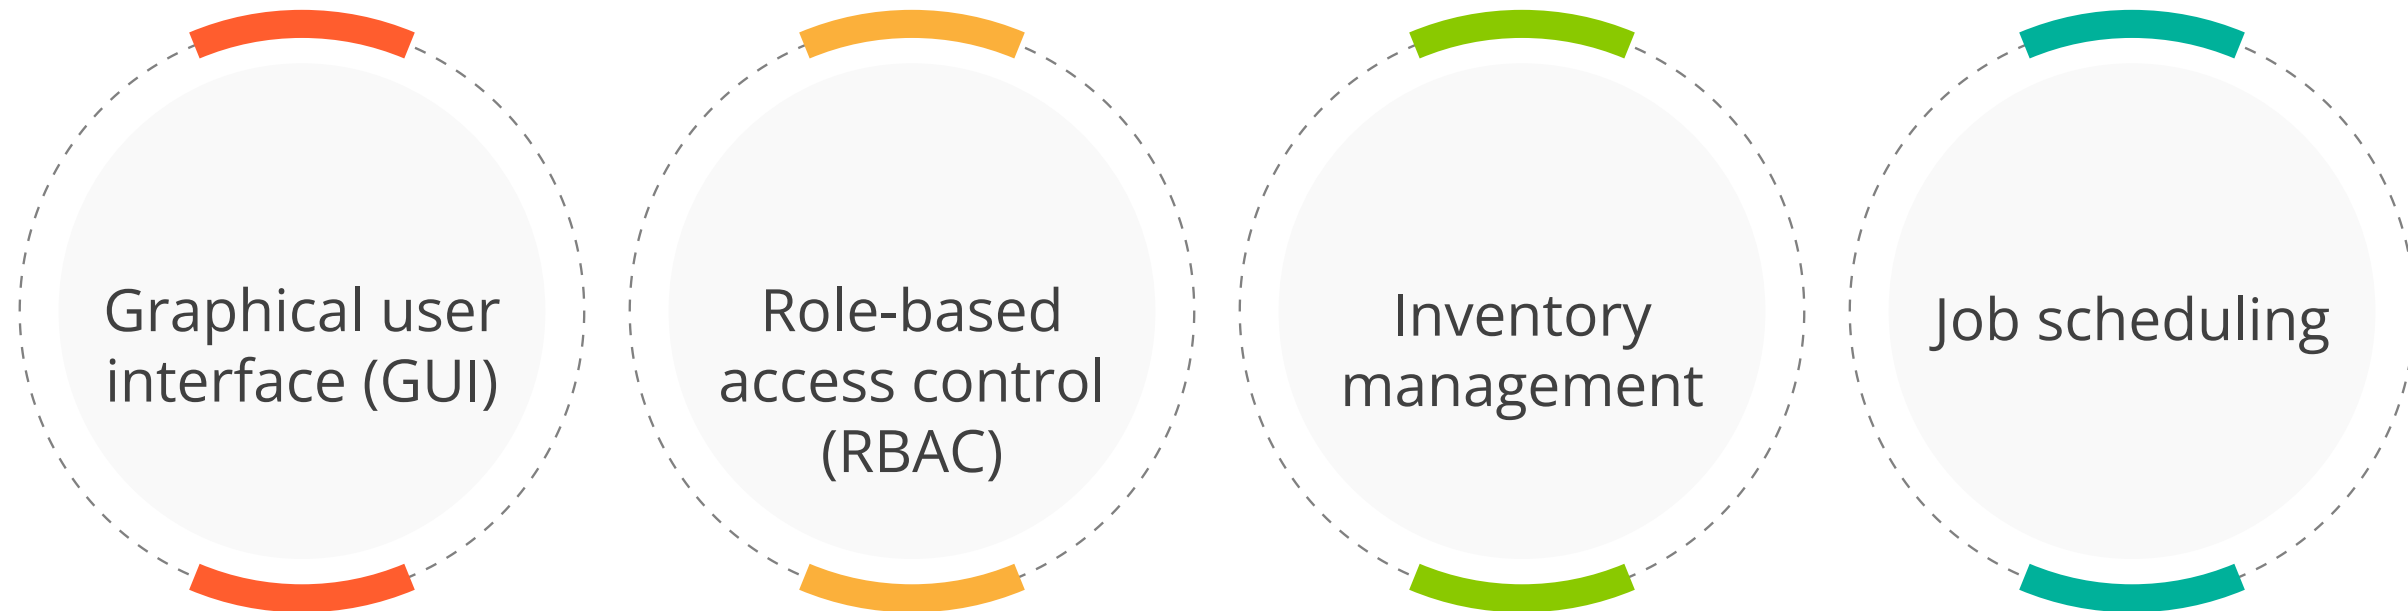 Graphical user
interface (GUI)
Role-based
access control
(RBAC)
Inventory
management
Job scheduling